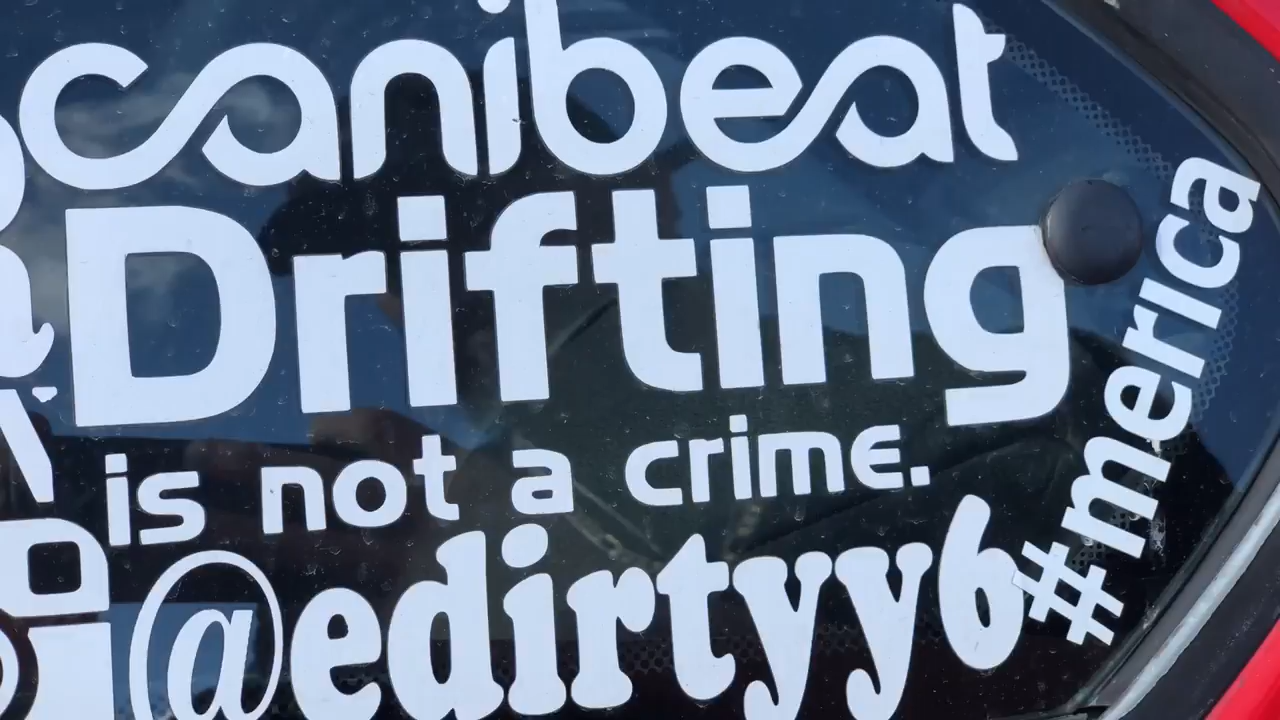 canibeat
Drifting
is not a crime.
@edirtyy6
#merica